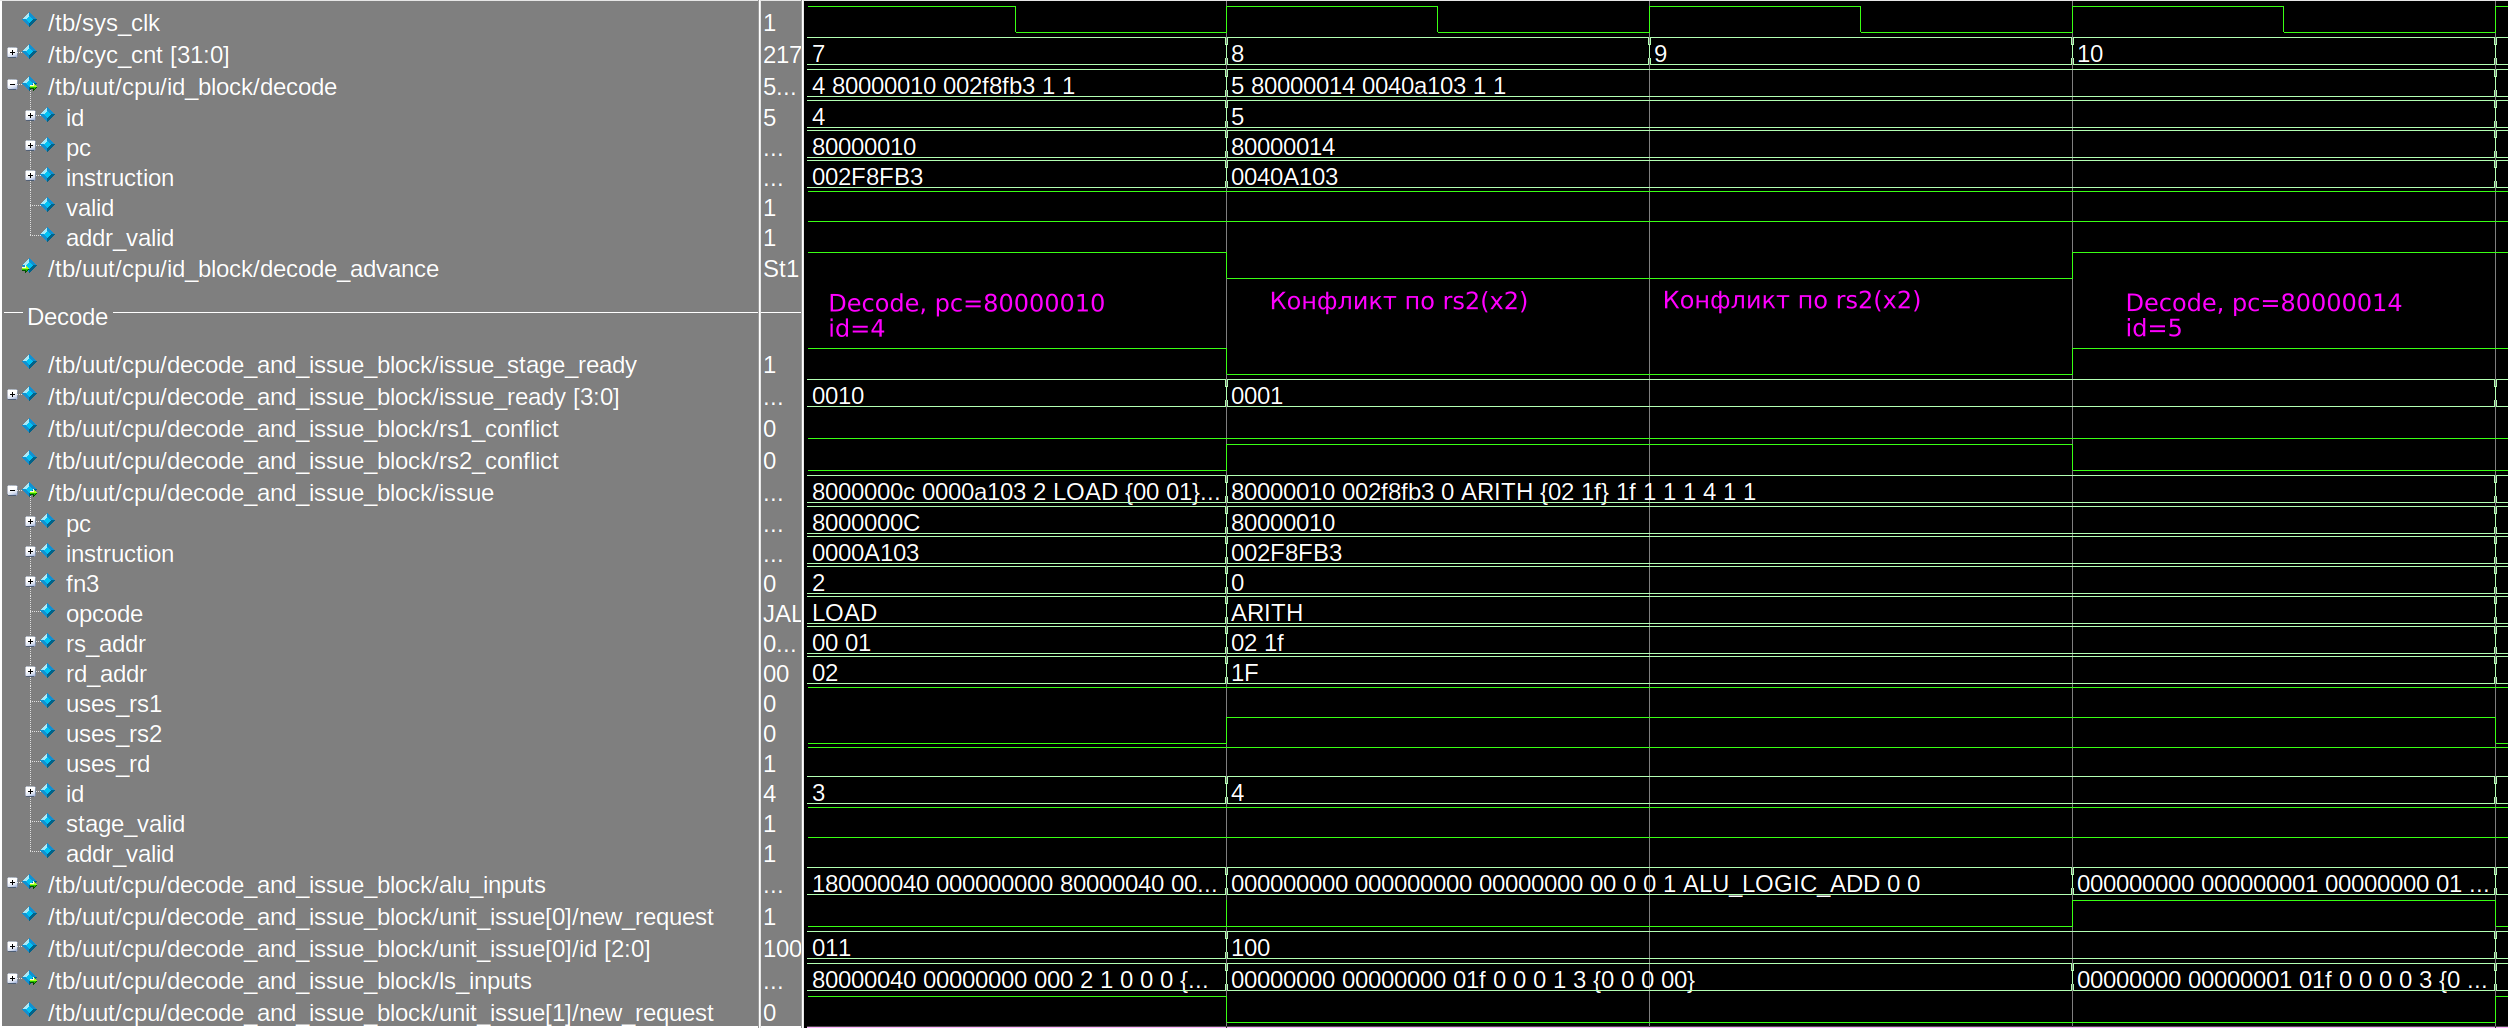 /tb/sys_clk 1
/tb/cyc_cnt [31:0] 217 7 8 9 10
/tb/uut/cpu/id_block/decode 5... 4 80000010 002f8fb3 1 1 5 80000014 0040a103 1 1
id 5 4 5
pc ... 80000010 80000014
instruction ... 002F8FB3 0040A103
valid 1
addr_valid 1
/tb/uut/cpu/id_block/decode_advance St1
Decode, pc=80000010 Конфликт по rs2(x2) Конфликт по rs2(x2) Decode, pc=80000014
id=4 id=5
Decode
/tb/uut/cpu/decode_and_issue_block/issue_stage_ready 1
/tb/uut/cpu/decode_and_issue_block/issue_ready [3:0] ... 0010 0001
/tb/uut/cpu/decode_and_issue_block/rs1_conflict 0
/tb/uut/cpu/decode_and_issue_block/rs2_conflict 0
/tb/uut/cpu/decode_and_issue_block/issue ... 8000000c 0000a103 2 LOAD {00 01}... 80000010 002f8fb3 0 ARITH {02 1f} 1f 1 1 1 4 1 1
pc ... 8000000C 80000010
instruction ... 0000A103 002F8FB3
fn3 0 2 0
opcode JAL LOAD ARITH
rs_addr 0... 00 01 02 1f
rd_addr 00 02 1F
uses_rs1 0
uses_rs2 0
uses_rd 1
id 4 3 4
stage_valid 1
addr_valid 1
/tb/uut/cpu/decode_and_issue_block/alu_inputs ... 180000040 000000000 80000040 00... 000000000 000000000 00000000 00 0 0 1 ALU_LOGIC_ADD 0 0 000000000 000000001 00000000 01 ...
/tb/uut/cpu/decode_and_issue_block/unit_issue[0]/new_request 1
/tb/uut/cpu/decode_and_issue_block/unit_issue[0]/id [2:0] 100 011 100
/tb/uut/cpu/decode_and_issue_block/ls_inputs ... 80000040 00000000 000 2 1 0 0 0 {... 00000000 00000000 01f 0 0 0 1 3 {0 0 0 00} 00000000 00000001 01f 0 0 0 0 3 {0 ...
/tb/uut/cpu/decode_and_issue_block/unit_issue[1]/new_request 0